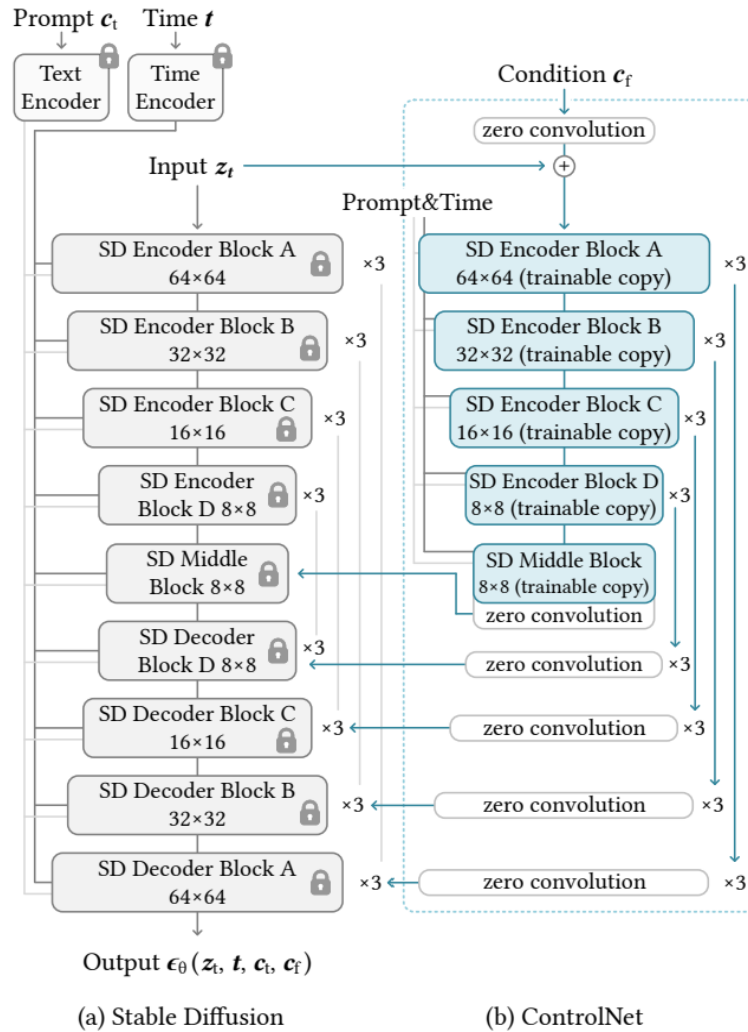 Prompt cₜ
Time t
Text
Encoder
Time
Encoder
Input zₜ
SD Encoder Block A
64×64
×3
SD Encoder Block B
32×32
×3
SD Encoder Block C
16×16
×3
SD Encoder
Block D 8×8
×3
SD Middle
Block 8×8
SD Decoder
Block D 8×8
×3
SD Decoder Block C
16×16
×3
SD Decoder Block B
32×32
×3
SD Decoder Block A
64×64
×3
Output ϵθ(zₜ, t, cₜ, c_f)
(a) Stable Diffusion
Condition c_f
zero convolution
+
Prompt&Time
SD Encoder Block A
64×64 (trainable copy)
×3
SD Encoder Block B
32×32 (trainable copy)
×3
SD Encoder Block C
16×16 (trainable copy)
×3
SD Encoder Block D
8×8 (trainable copy)
×3
SD Middle Block
8×8 (trainable copy)
zero convolution
zero convolution
×3
zero convolution
×3
zero convolution
×3
zero convolution
×3
(b) ControlNet